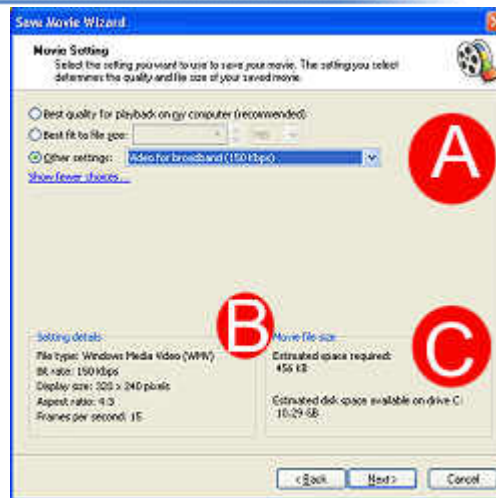 Save Movie Wizard
Movie Setting
Select the setting you want to use to save your movie. The setting you select
determines the quality and file size of your saved movie.
Best quality for playback on my computer (recommended)
Best fit to file size:
Other settings: Video for broadband (150 Kbps)
Show fewer choices...
A
B
C
Setting details
File type: Windows Media Video (WMV)
Bit rate: 150 Kbps
Display size: 320 x 240 pixels
Aspect ratio: 4:3
Frames per second: 15
Movie file size
Estimated space required:
456 KB
Estimated disk space available on drive C:
10.29 GB
< Back
Next >
Cancel